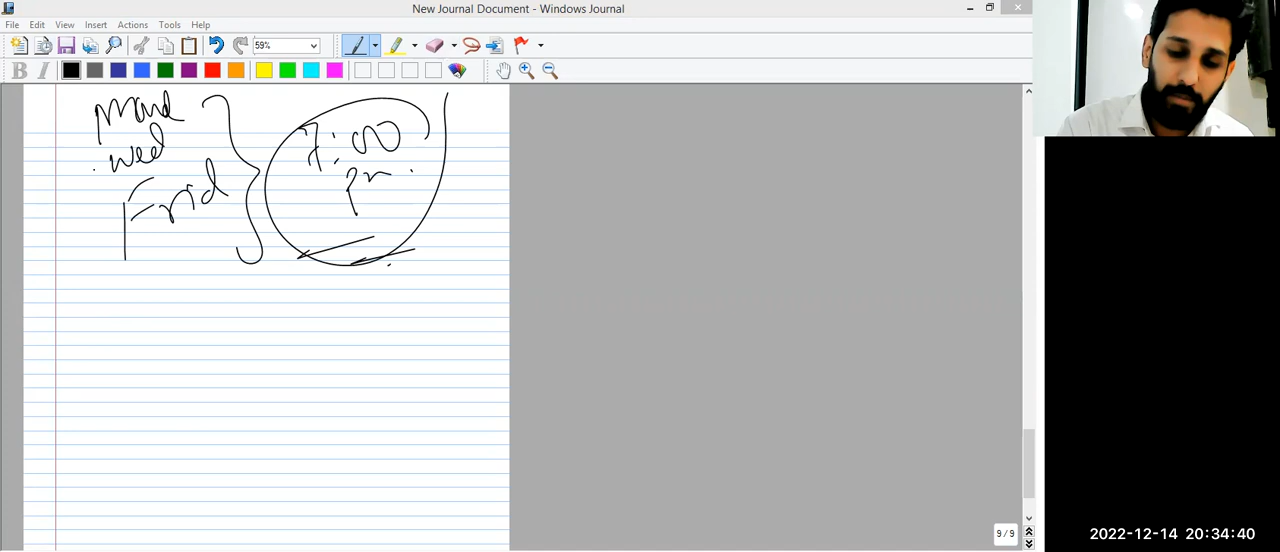 New Journal Document - Windows Journal
File Edit View Insert Actions Tools Help
59%
B I
Mond
wed
Frid
7:00
pm
9 / 9
2022-12-14 20:34:40